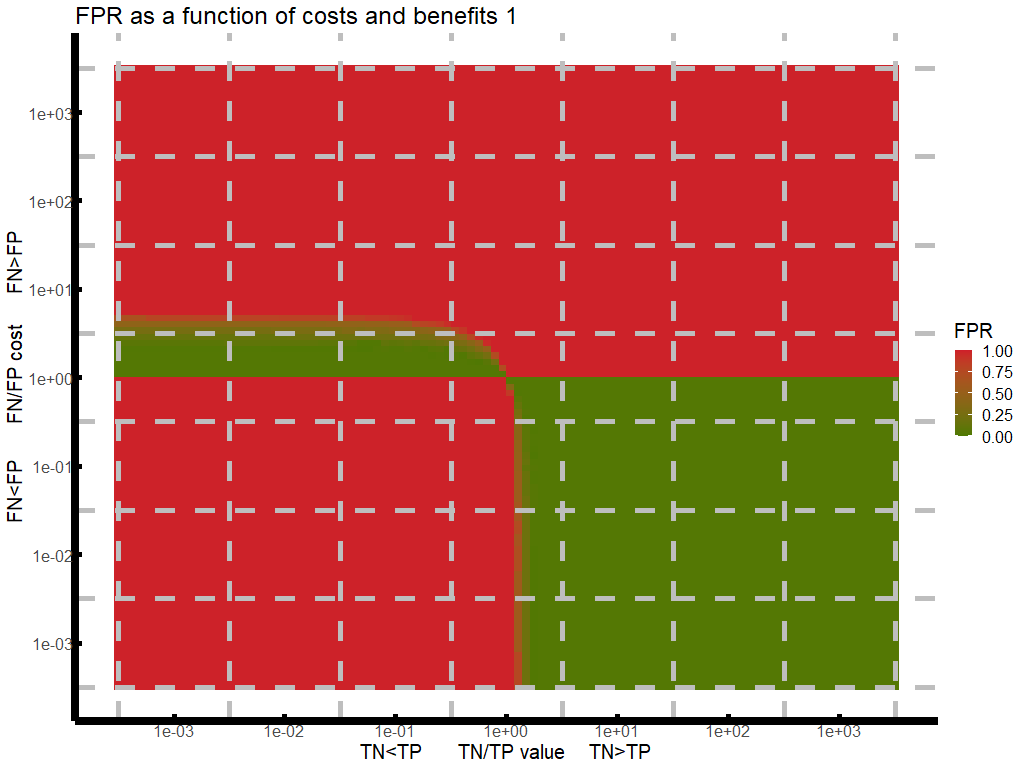 FPR as a function of costs and benefits 1
1e+03
1e+02
1e+01
1e+00
1e-01
1e-02
1e-03
FN<FP FN/FP cost FN>FP
1e-03 1e-02 1e-01 1e+00 1e+01 1e+02 1e+03
TN<TP TN/TP value TN>TP
FPR
1.00
0.75
0.50
0.25
0.00